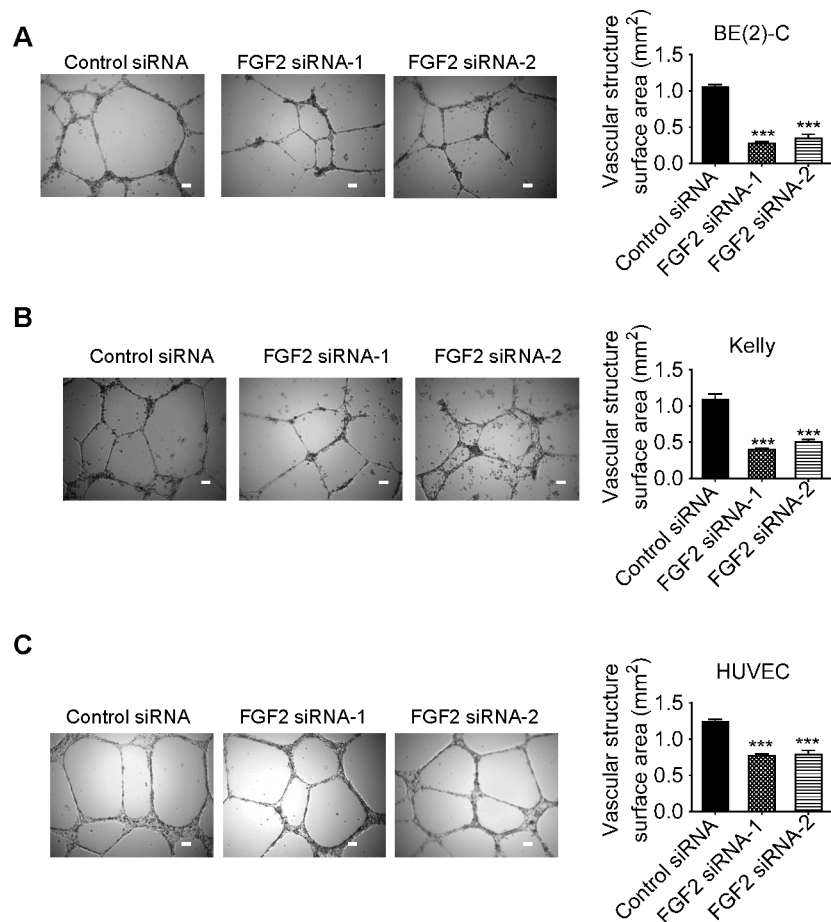 A
Control siRNA
FGF2 siRNA-1
FGF2 siRNA-2
BE(2)-C
Vascular structure
surface area (mm²)
1.5
1.0
0.5
0.0
***
***
Control siRNA
FGF2 siRNA-1
FGF2 siRNA-2
B
Control siRNA
FGF2 siRNA-1
FGF2 siRNA-2
Kelly
Vascular structure
surface area (mm²)
1.5
1.0
0.5
0.0
***
***
Control siRNA
FGF2 siRNA-1
FGF2 siRNA-2
C
Control siRNA
FGF2 siRNA-1
FGF2 siRNA-2
HUVEC
Vascular structure
surface area (mm²)
1.5
1.0
0.5
0.0
***
***
Control siRNA
FGF2 siRNA-1
FGF2 siRNA-2